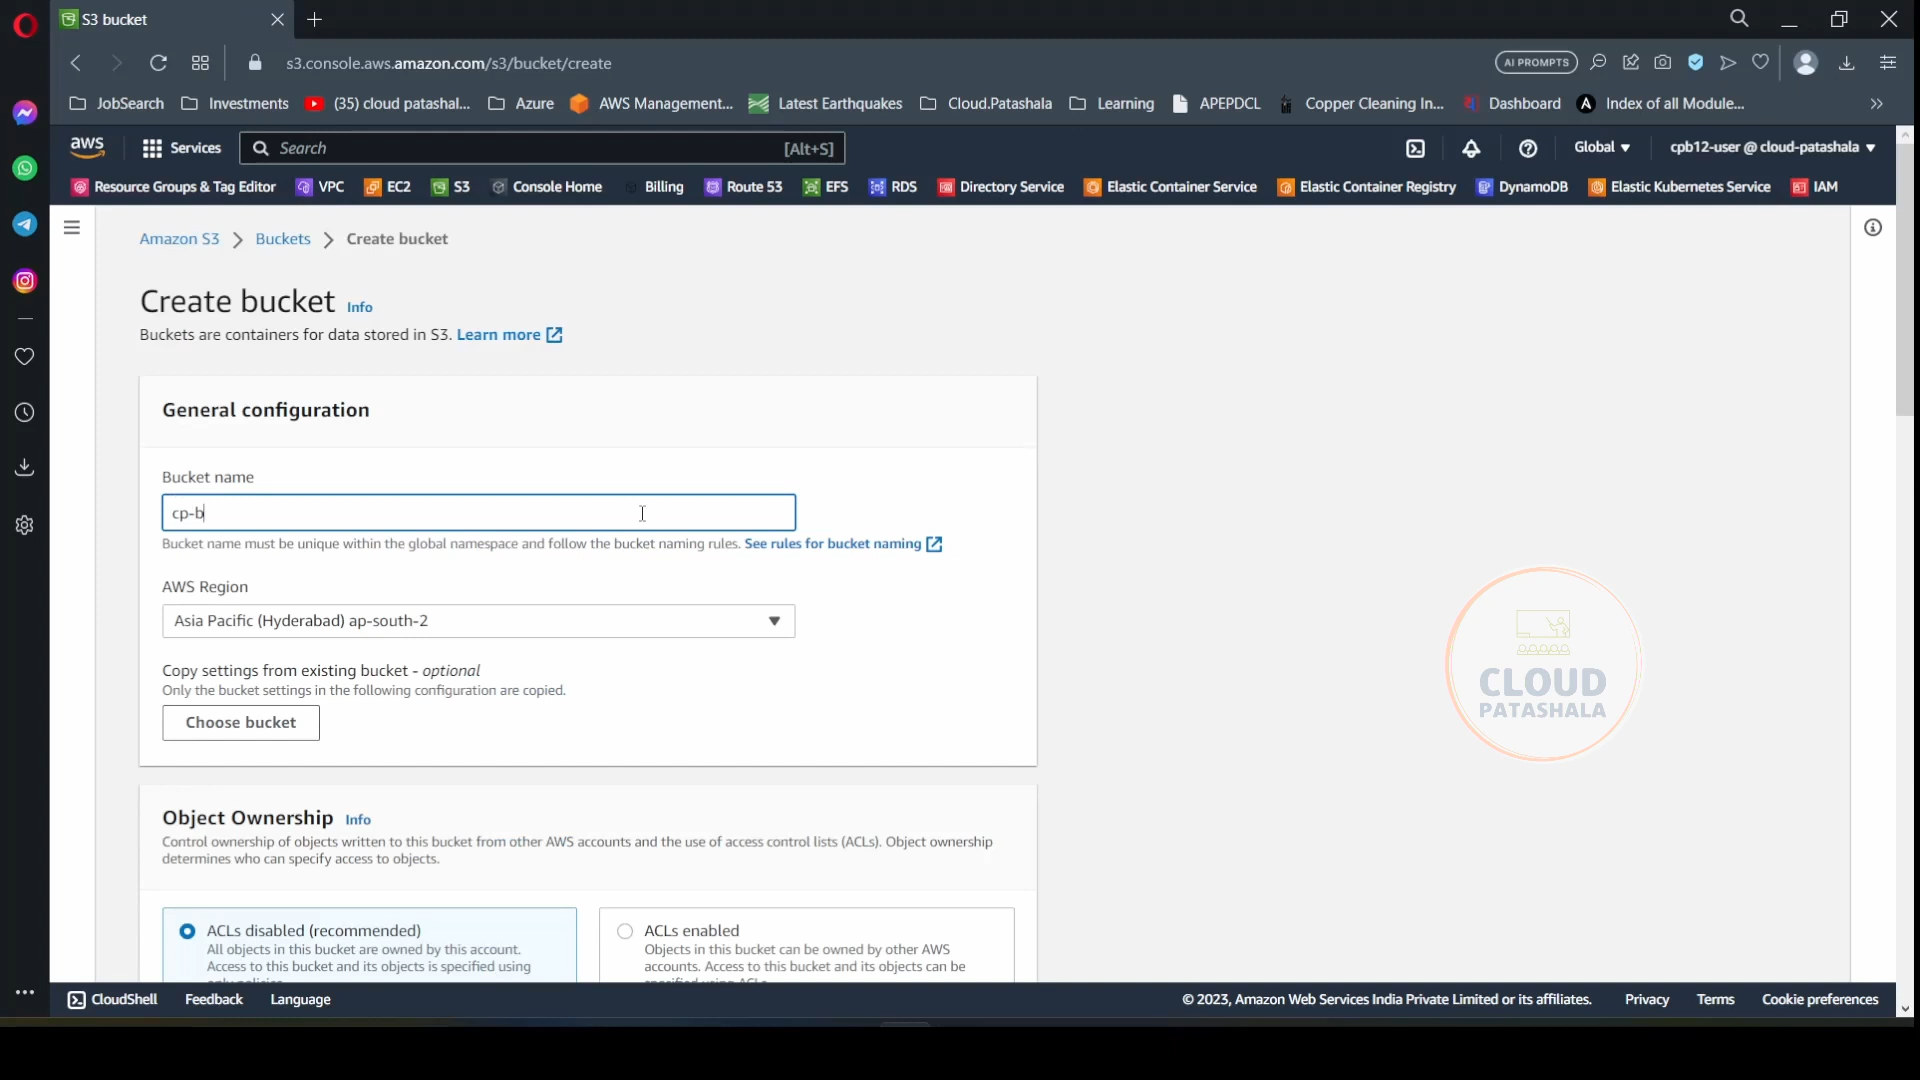 S3 bucket
s3.console.aws.amazon.com/s3/bucket/create
AI PROMPTS
JobSearch Investments (35) cloud patashal... Azure AWS Management... Latest Earthquakes Cloud.Patashala Learning APEPDCL Copper Cleaning In... Dashboard Index of all Module...
aws Services Search [Alt+S] Global cpb12-user @ cloud-patashala
Resource Groups & Tag Editor VPC EC2 S3 Console Home Billing Route 53 EFS RDS Directory Service Elastic Container Service Elastic Container Registry DynamoDB Elastic Kubernetes Service IAM
Amazon S3 > Buckets > Create bucket
Create bucket Info
Buckets are containers for data stored in S3. Learn more
General configuration
Bucket name
cp-b
Bucket name must be unique within the global namespace and follow the bucket naming rules. See rules for bucket naming
AWS Region
Asia Pacific (Hyderabad) ap-south-2
Copy settings from existing bucket - optional
Only the bucket settings in the following configuration are copied.
Choose bucket
CLOUD
PATASHALA
Object Ownership Info
Control ownership of objects written to this bucket from other AWS accounts and the use of access control lists (ACLs). Object ownership
determines who can specify access to objects.
ACLs disabled (recommended)
All objects in this bucket are owned by this account.
Access to this bucket and its objects is specified using
only policies.
ACLs enabled
Objects in this bucket can be owned by other AWS
accounts. Access to this bucket and its objects can be
specified using ACLs.
CloudShell Feedback Language © 2023, Amazon Web Services India Private Limited or its affiliates. Privacy Terms Cookie preferences